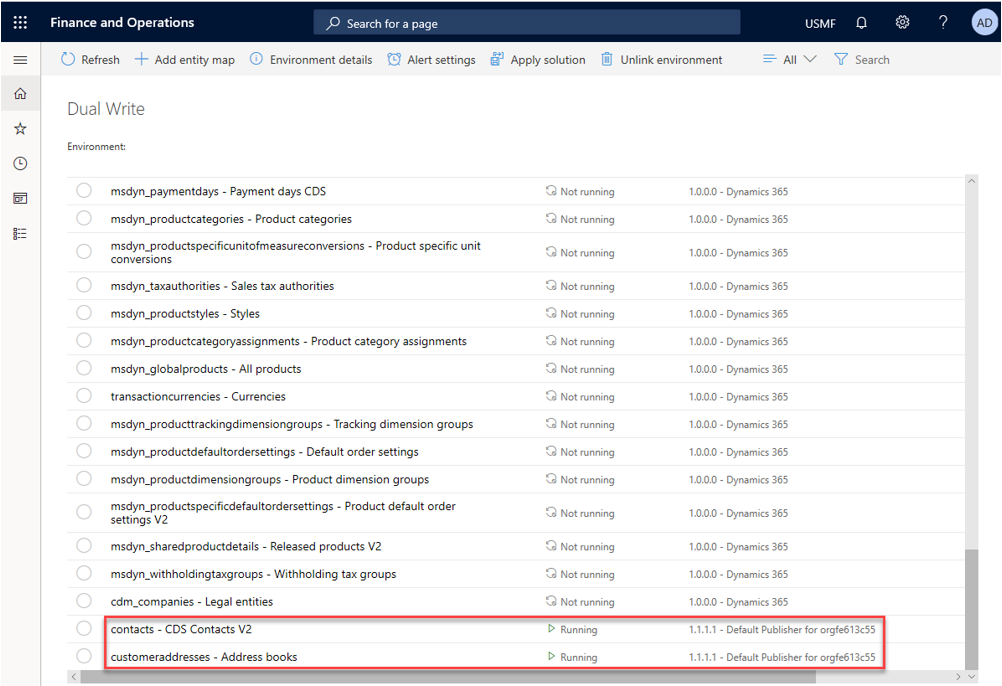 Finance and Operations
Search for a page
USMF
?
AD
Refresh
Add entity map
Environment details
Alert settings
Apply solution
Unlink environment
All
Search
Dual Write
Environment:
msdyn_paymentdays - Payment days CDS Not running 1.0.0.0 - Dynamics 365
msdyn_productcategories - Product categories Not running 1.0.0.0 - Dynamics 365
msdyn_productspecificunitofmeasureconversions - Product specific unit
conversions Not running 1.0.0.0 - Dynamics 365
msdyn_taxauthorities - Sales tax authorities Not running 1.0.0.0 - Dynamics 365
msdyn_productstyles - Styles Not running 1.0.0.0 - Dynamics 365
msdyn_productcategoryassignments - Product category assignments Not running 1.0.0.0 - Dynamics 365
msdyn_globalproducts - All products Not running 1.0.0.0 - Dynamics 365
transactioncurrencies - Currencies Not running 1.0.0.0 - Dynamics 365
msdyn_producttrackingdimensiongroups - Tracking dimension groups Not running 1.0.0.0 - Dynamics 365
msdyn_productdefaultordersettings - Default order settings Not running 1.0.0.0 - Dynamics 365
msdyn_productdimensiongroups - Product dimension groups Not running 1.0.0.0 - Dynamics 365
msdyn_productspecificdefaultordersettings - Product default order
settings V2 Not running 1.0.0.0 - Dynamics 365
msdyn_sharedproductdetails - Released products V2 Not running 1.0.0.0 - Dynamics 365
msdyn_withholdingtaxgroups - Withholding tax groups Not running 1.0.0.0 - Dynamics 365
cdm_companies - Legal entities Not running 1.0.0.0 - Dynamics 365
contacts - CDS Contacts V2 Running 1.1.1.1 - Default Publisher for orgfe613c55
customeraddresses - Address books Running 1.1.1.1 - Default Publisher for orgfe613c55